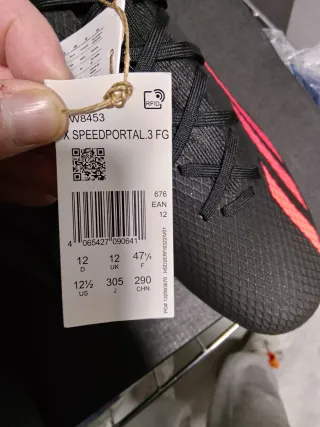 RFID
W8453
X SPEEDPORTAL.3 FG
676
EAN
12
4 065427 090641
12 12 47⅓
D UK F
12½ 305 290
US J CHN